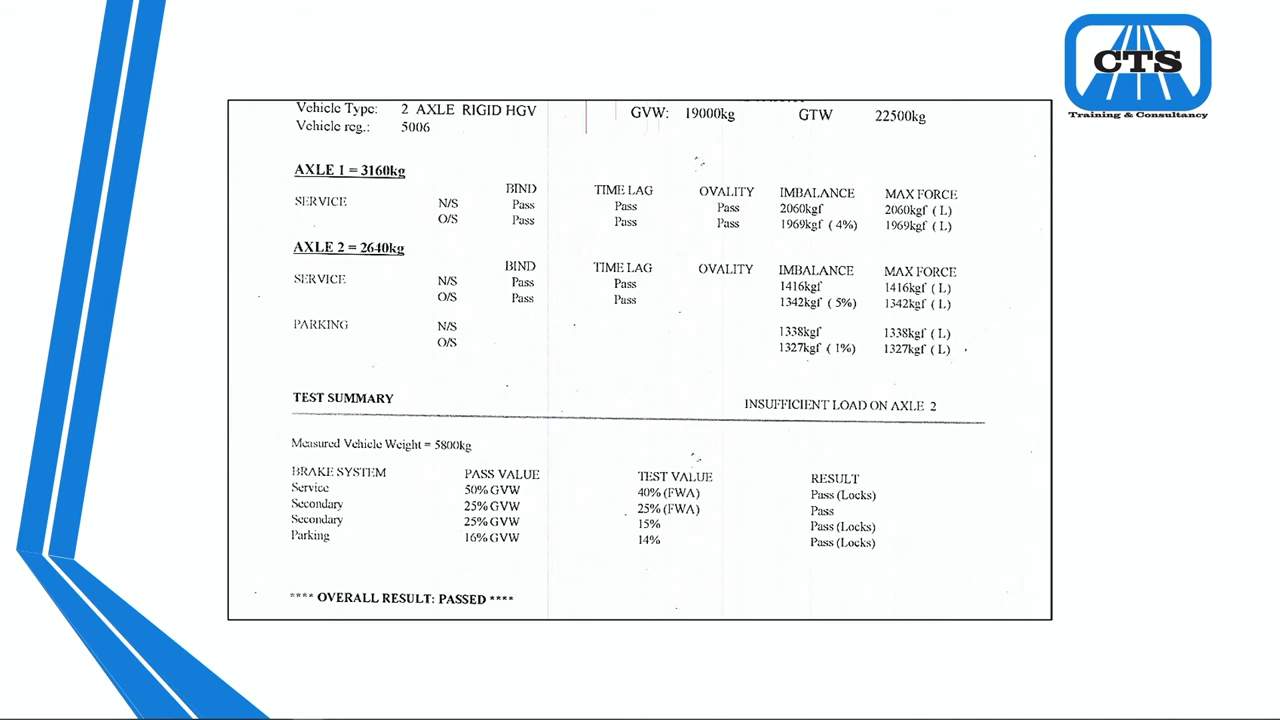 CTS
Training & Consultancy
Vehicle Type: 2 AXLE RIGID HGV GVW: 19000kg GTW 22500kg
Vehicle reg.: 5006
AXLE 1 = 3160kg
BIND TIME LAG OVALITY IMBALANCE MAX FORCE
SERVICE N/S Pass Pass Pass 2060kgf 2060kgf ( L)
O/S Pass Pass Pass 1969kgf ( 4%) 1969kgf ( L)
AXLE 2 = 2640kg
BIND TIME LAG OVALITY IMBALANCE MAX FORCE
SERVICE N/S Pass Pass 1416kgf 1416kgf ( L)
O/S Pass Pass 1342kgf ( 5%) 1342kgf ( L)
PARKING N/S 1338kgf 1338kgf ( L)
O/S 1327kgf ( 1%) 1327kgf ( L)
TEST SUMMARY INSUFFICIENT LOAD ON AXLE 2
Measured Vehicle Weight = 5800kg
BRAKE SYSTEM PASS VALUE TEST VALUE RESULT
Service 50% GVW 40% (FWA) Pass (Locks)
Secondary 25% GVW 25% (FWA) Pass
Secondary 25% GVW 15% Pass (Locks)
Parking 16% GVW 14% Pass (Locks)
**** OVERALL RESULT: PASSED ****